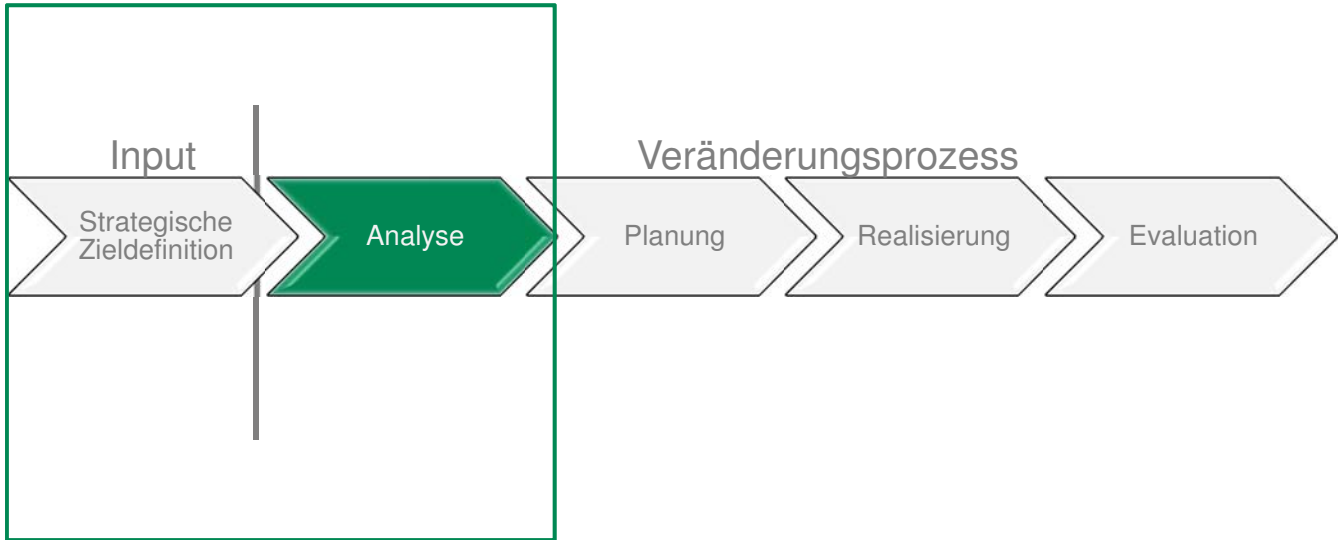 Input
Veränderungsprozess
Strategische
Zieldefinition
Analyse
Planung
Realisierung
Evaluation